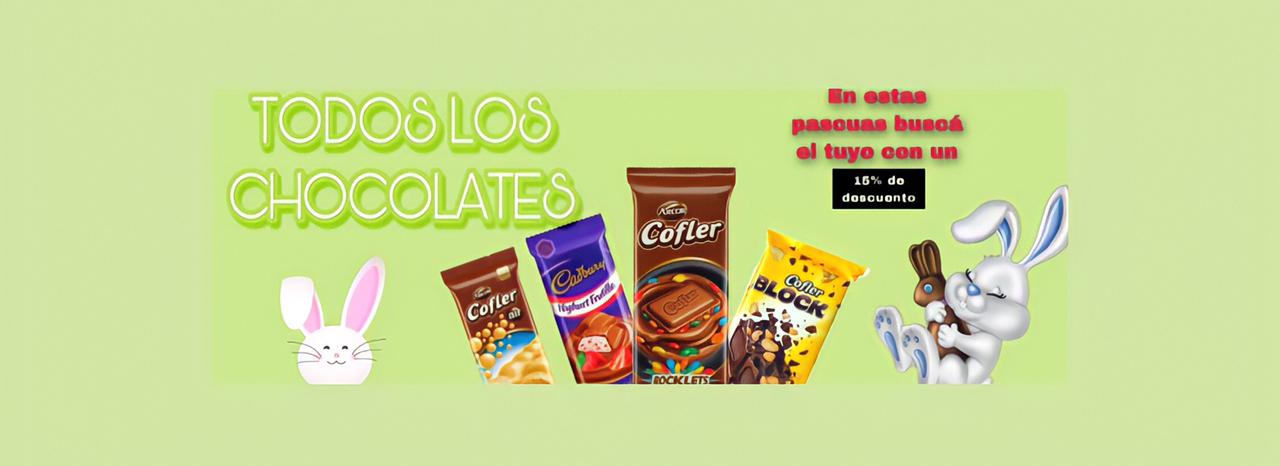 TODOS LOS
CHOCOLATES
En estas
pascuas buscá
el tuyo con un
15% de
descuento
Cofler
air
Cadbury
Yoghurt Frutilla
Arcor
Cofler
Cofler
ROCKLETS
Cofler
BLOCK